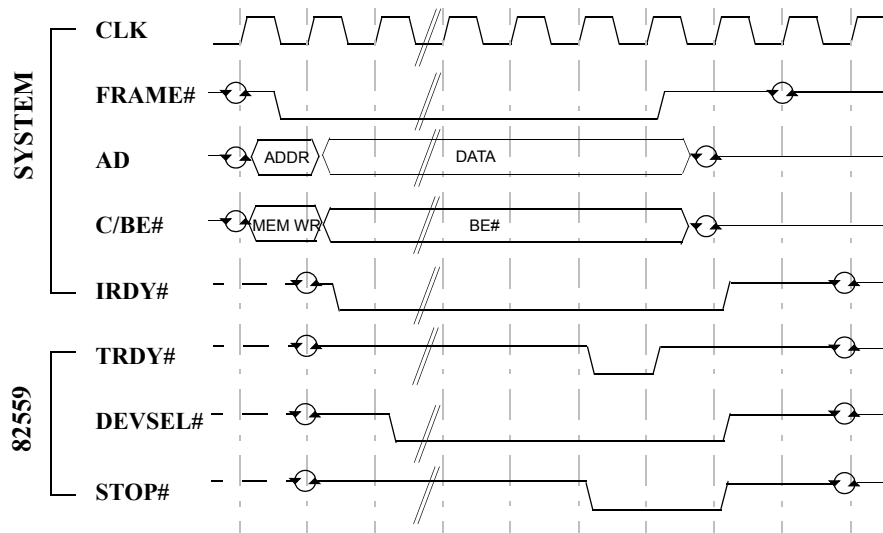 SYSTEM
CLK
FRAME#
AD
ADDR
DATA
C/BE#
MEM WR
BE#
IRDY#
82559
TRDY#
DEVSEL#
STOP#